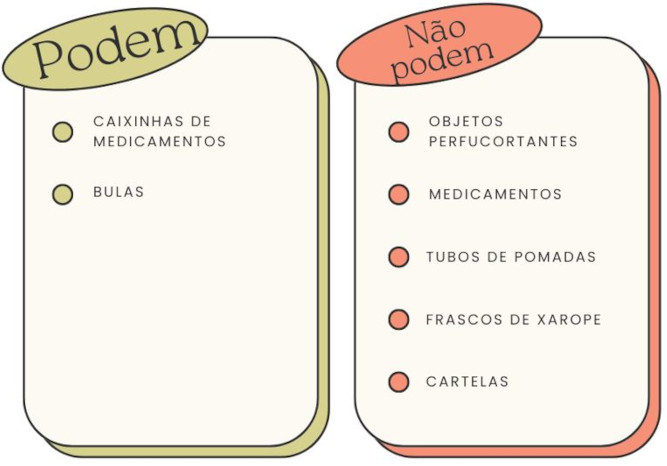 Podem
CAIXINHAS DE
MEDICAMENTOS
BULAS
Não
podem
OBJETOS
PERFUCORTANTES
MEDICAMENTOS
TUBOS DE POMADAS
FRASCOS DE XAROPE
CARTELAS